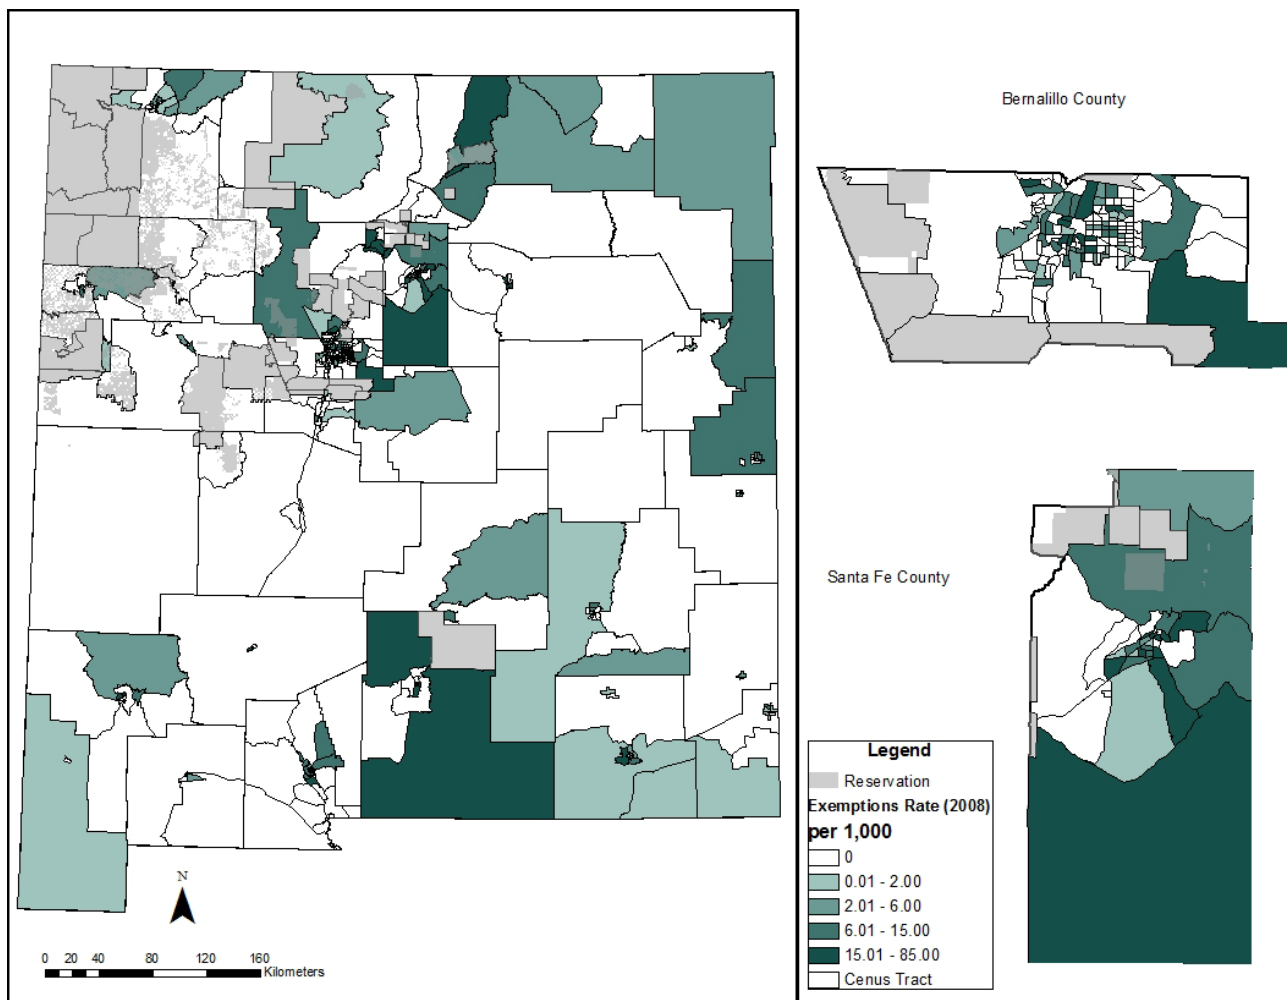 Bernalillo County
Santa Fe County
Legend
Reservation
Exemptions Rate (2008)
per 1,000
0
0.01 - 2.00
2.01 - 6.00
6.01 - 15.00
15.01 - 85.00
Cenus Tract
N
0 20 40 80 120 160
Kilometers